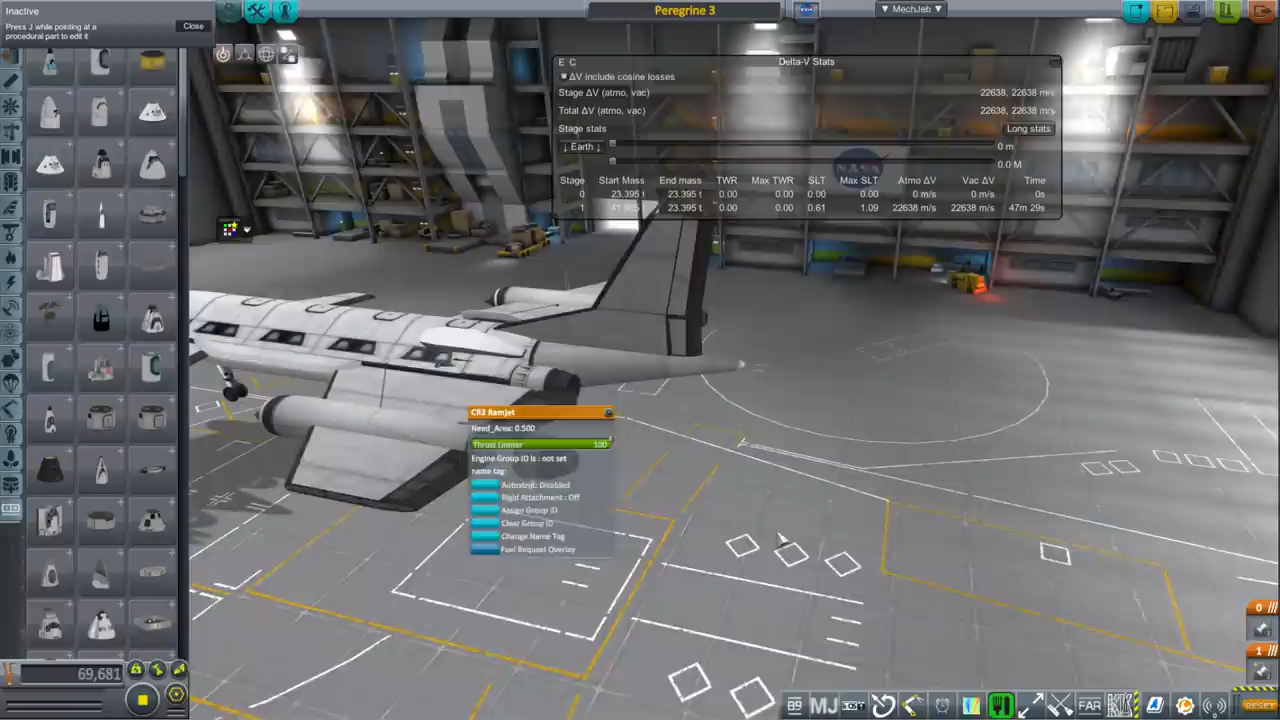 Inactive
Press J while pointing at a
procedural part to edit it
Close
Peregrine 3
▼ MechJeb ▼
E C
Delta-V Stats
ΔV include cosine losses
Stage ΔV (atmo, vac) 22638, 22638 m/s
Total ΔV (atmo, vac) 22638, 22638 m/s
Stage stats
Long stats
↓ Earth ↓
0 m
0.0 M
NASA
Stage Start Mass End mass TWR Max TWR SLT Max SLT Atmo ΔV Vac ΔV Time
0 23.395 t 23.395 t 0.00 0.00 0.00 0.00 0 m/s 0 m/s 0s
1 23.395 t 0.00 0.00 0.61 1.09 22638 m/s 22638 m/s 47m 29s
CR2 Ramjet
Need_Area: 0.500
Thrust Limiter 100
Engine Group ID is : not set
name tag:
Autostrut: Disabled
Rigid Attachment : Off
Assign Group ID
Clear Group ID
Change Name Tag
Fuel Request Overlay
0
1
69,681
B9
MJ
FAR
RESET